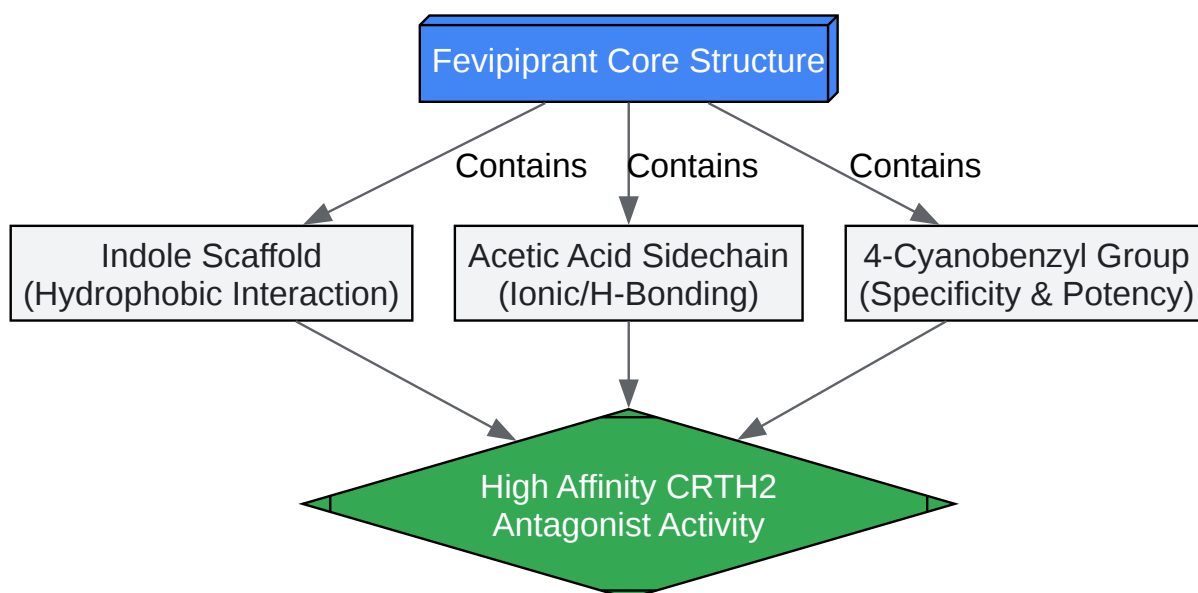 Fevipiprant Core Structure
Contains
Contains
Contains
Indole Scaffold
(Hydrophobic Interaction)
Acetic Acid Sidechain
(Ionic/H-Bonding)
4-Cyanobenzyl Group
(Specificity & Potency)
High Affinity CRTH2
Antagonist Activity